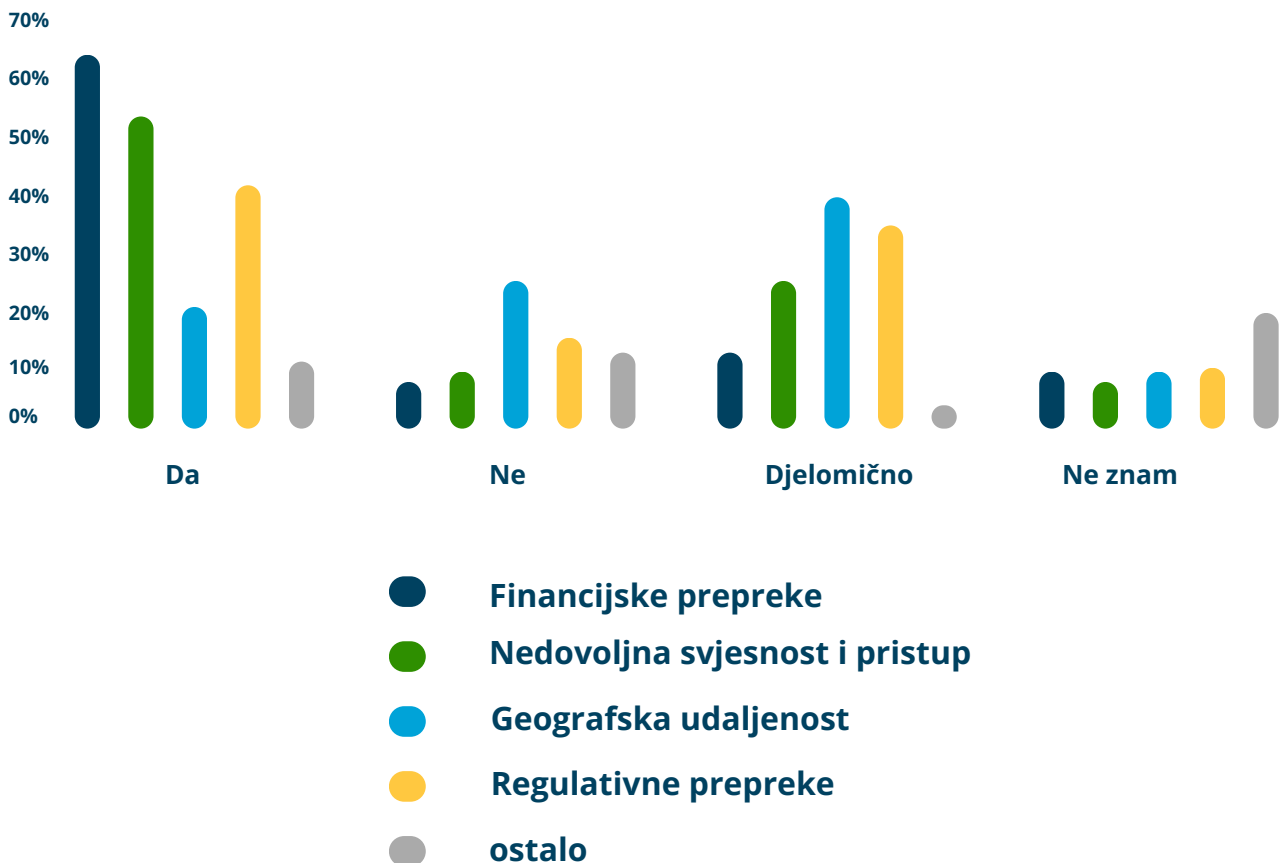 70%
60%
50%
40%
30%
20%
10%
0%
Da
Ne
Djelomično
Ne znam
Financijske prepreke
Nedovoljna svjesnost i pristup
Geografska udaljenost
Regulativne prepreke
ostalo